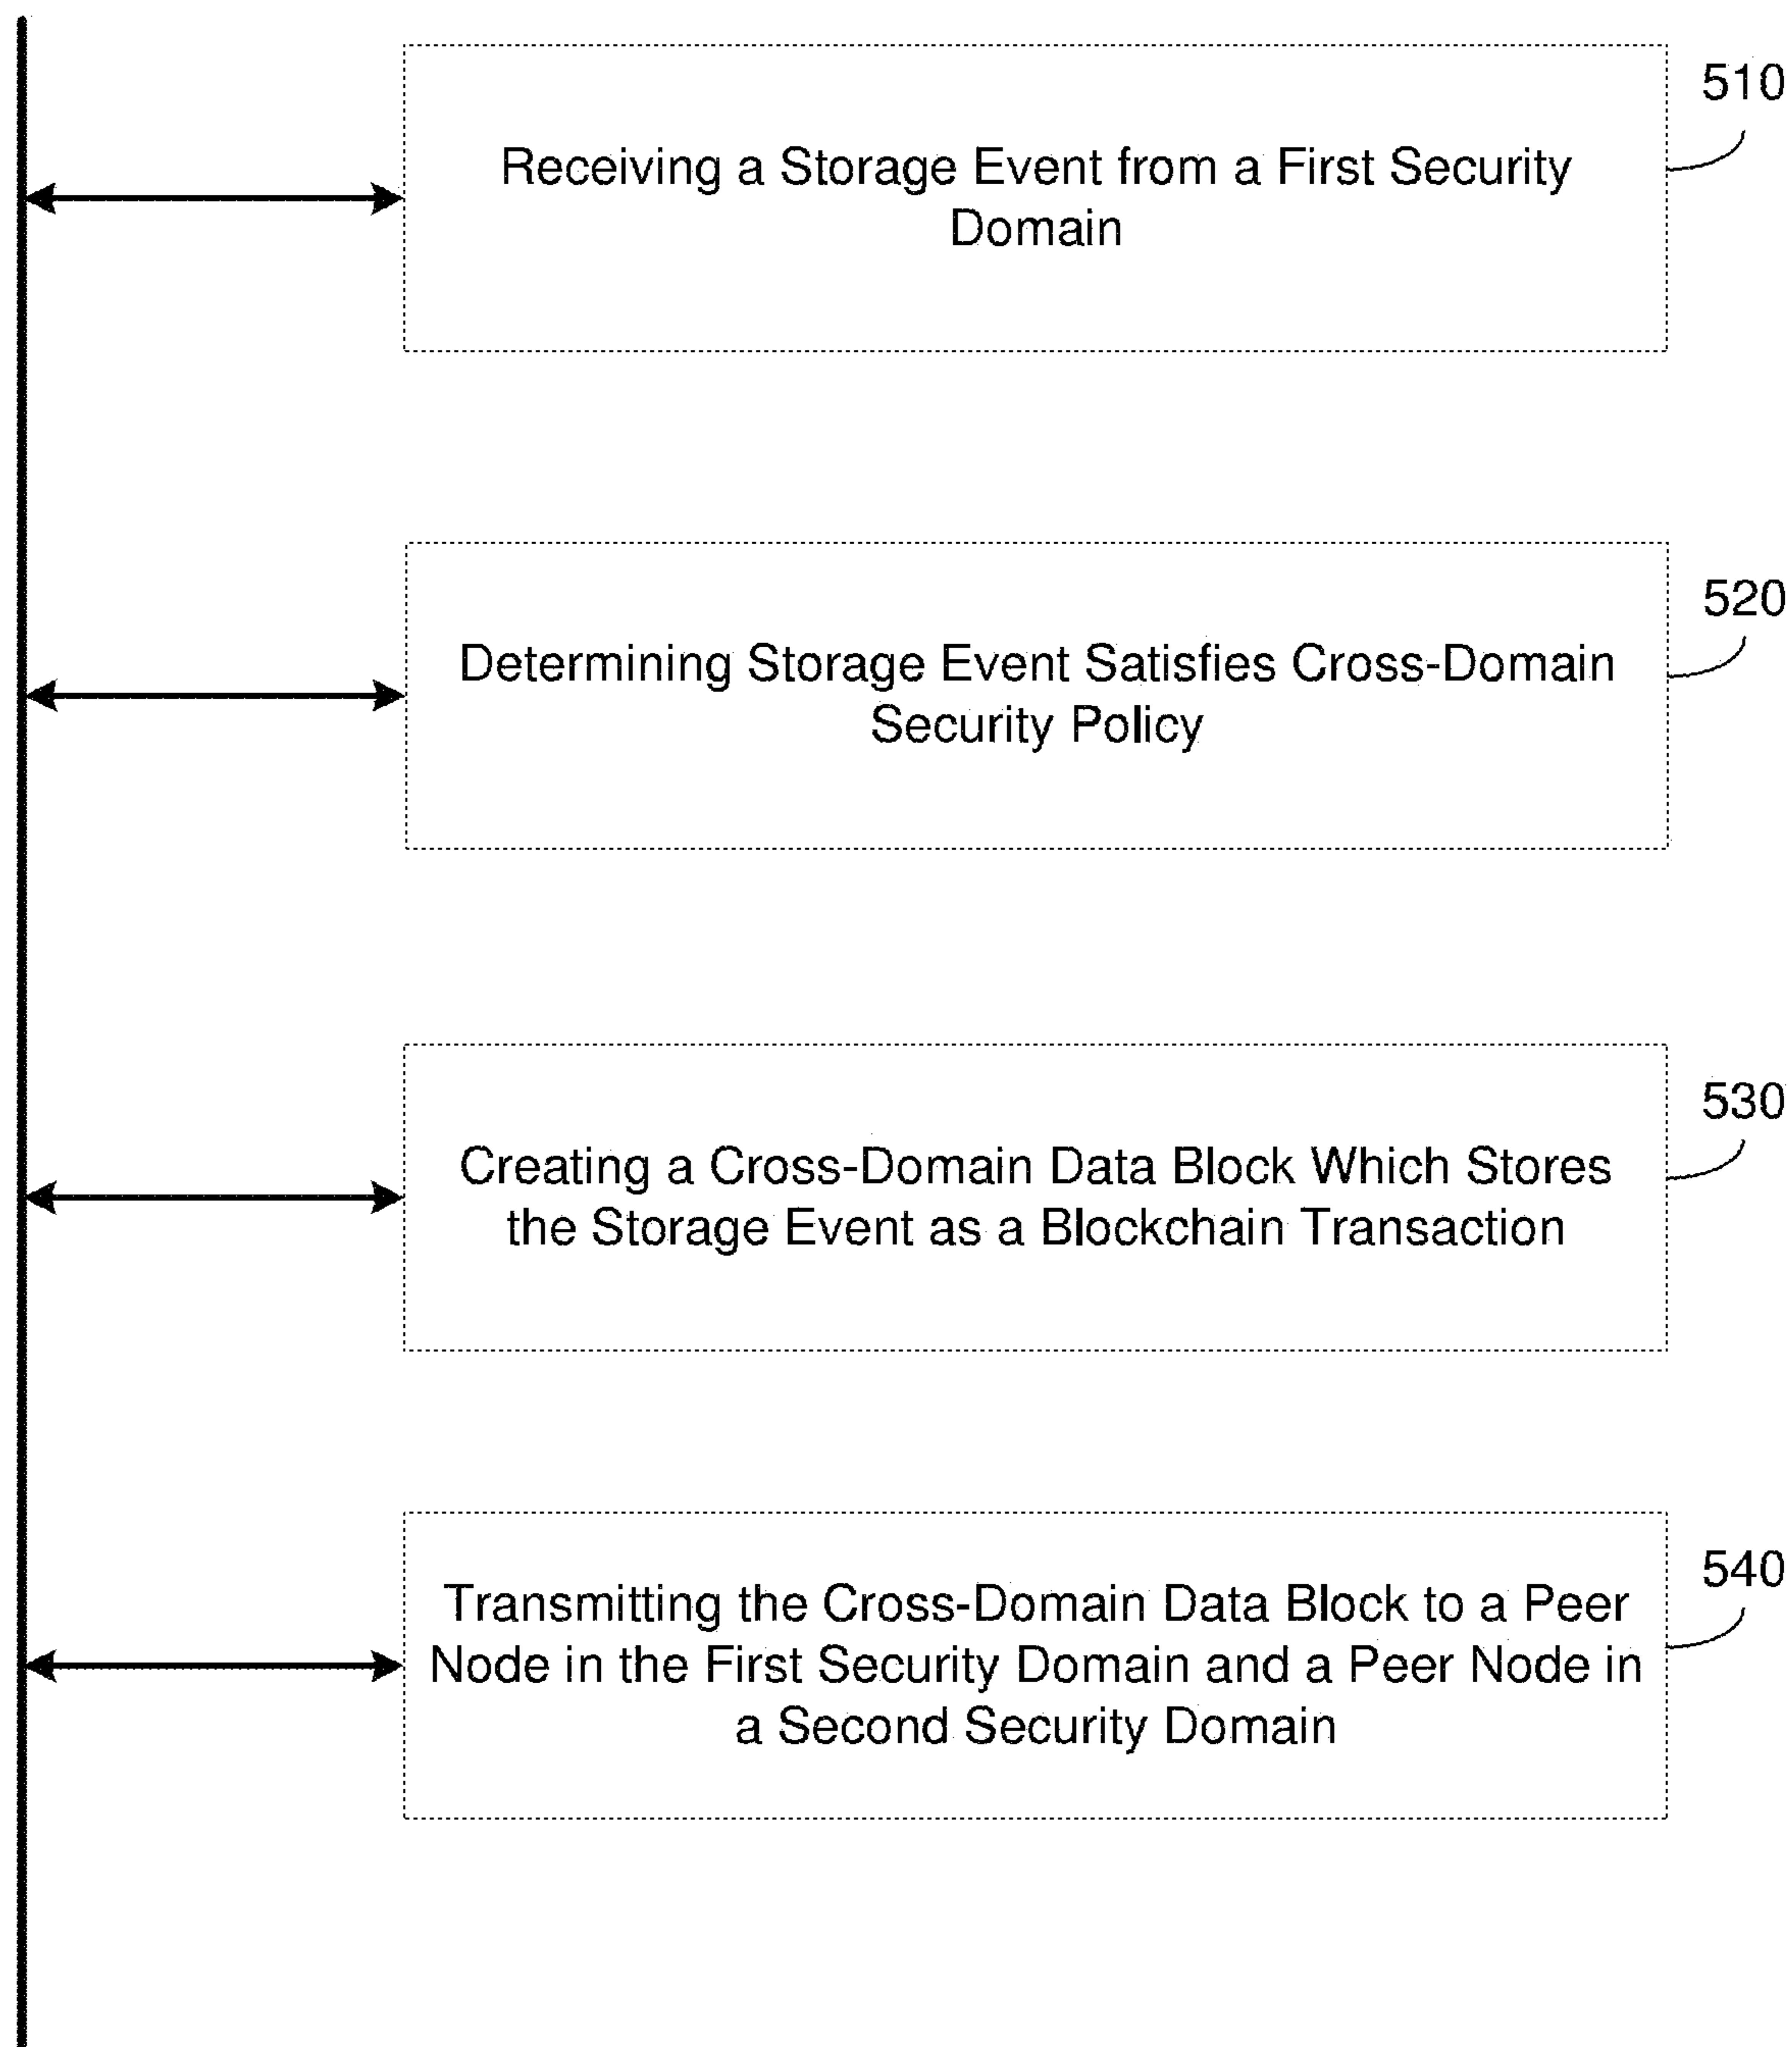 510
Receiving a Storage Event from a First Security
Domain
520
Determining Storage Event Satisfies Cross-Domain
Security Policy
530
Creating a Cross-Domain Data Block Which Stores
the Storage Event as a Blockchain Transaction
540
Transmitting the Cross-Domain Data Block to a Peer
Node in the First Security Domain and a Peer Node in
a Second Security Domain